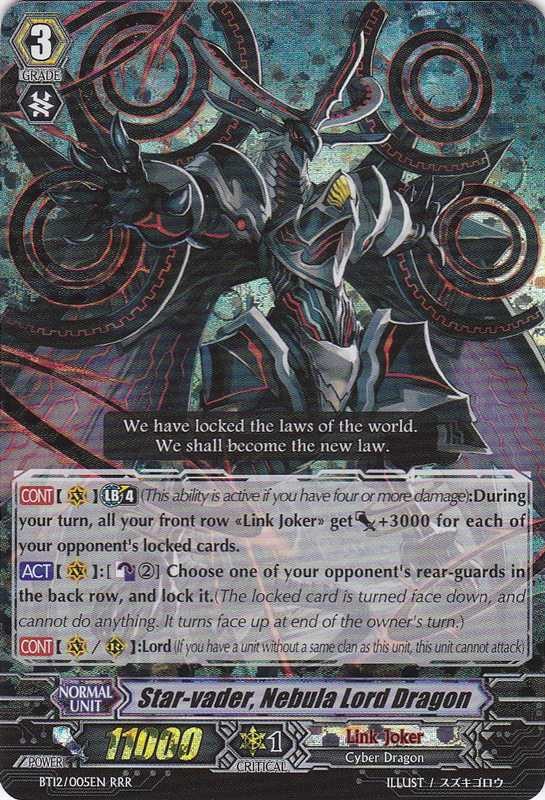 3
GRADE
We have locked the laws of the world.
We shall become the new law.
CONT [ ] LB 4 (This ability is active if you have four or more damage):During
your turn, all your front row «Link Joker» get +3000 for each of
your opponent's locked cards.
ACT [ ]:[ ②] Choose one of your opponent's rear-guards in
the back row, and lock it.(The locked card is turned face down, and
cannot do anything. It turns face up at end of the owner's turn.)
CONT [ / ]:Lord (If you have a unit without a same clan as this unit, this unit cannot attack)
NORMAL
UNIT
Star-vader, Nebula Lord Dragon
POWER 11000
1
CRITICAL
Link Joker
Cyber Dragon
BT12/005EN RRR
ILLUST / スズキゴロウ